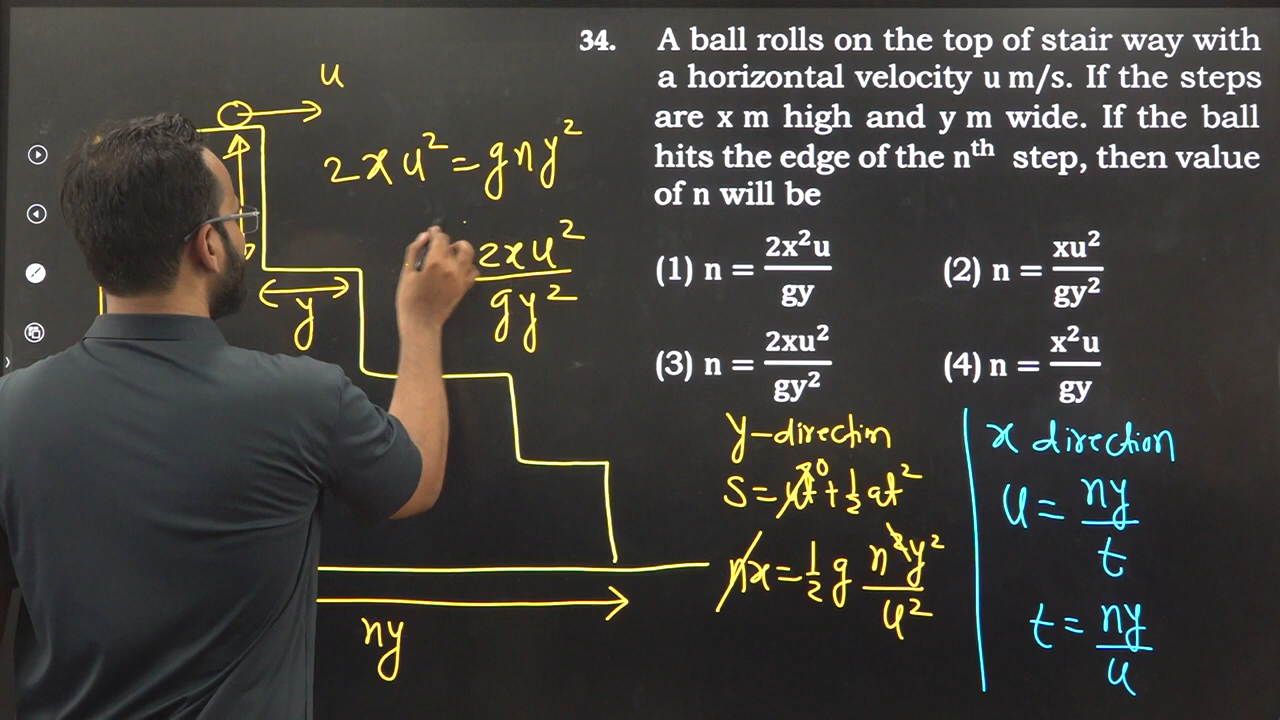 34. A ball rolls on the top of stair way with
a horizontal velocity u m/s. If the steps
are x m high and y m wide. If the ball
hits the edge of the nth step, then value
of n will be
(1) n = 2x²u/gy
(2) n = xu²/gy²
(3) n = 2xu²/gy²
(4) n = x²u/gy
u
2xu² = gny²
2xu²/gy²
y
ny
y-direction
S = ut⁰ + ½at²
nx = ½ g n²y²/u²
x direction
u = ny/t
t = ny/u